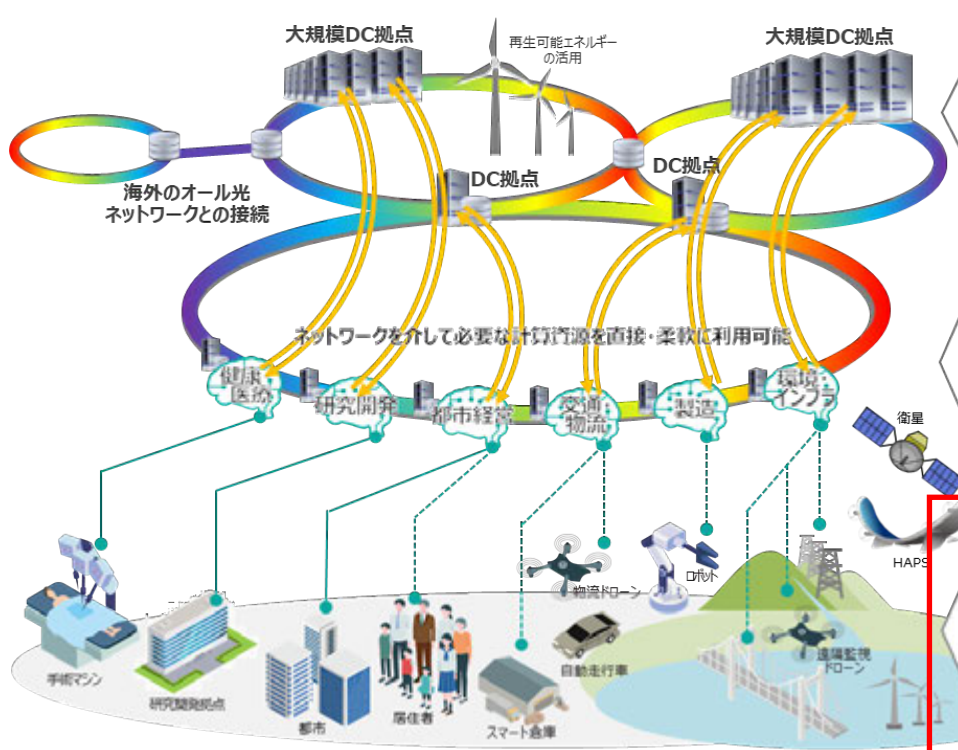 大規模DC拠点
再生可能エネルギー
の活用
大規模DC拠点
海外のオール光
ネットワークとの接続
DC拠点
DC拠点
ネットワークを介して必要な計算資源を直接・柔軟に利用可能
健康
医療
研究開発
都市経営
交通
物流
製造
環境
インフラ
衛星
HAPS
物流ドローン
ロボット
手術マシン
研究開発拠点
都市
居住者
スマート倉庫
自動走行車
遠隔監視
ドローン